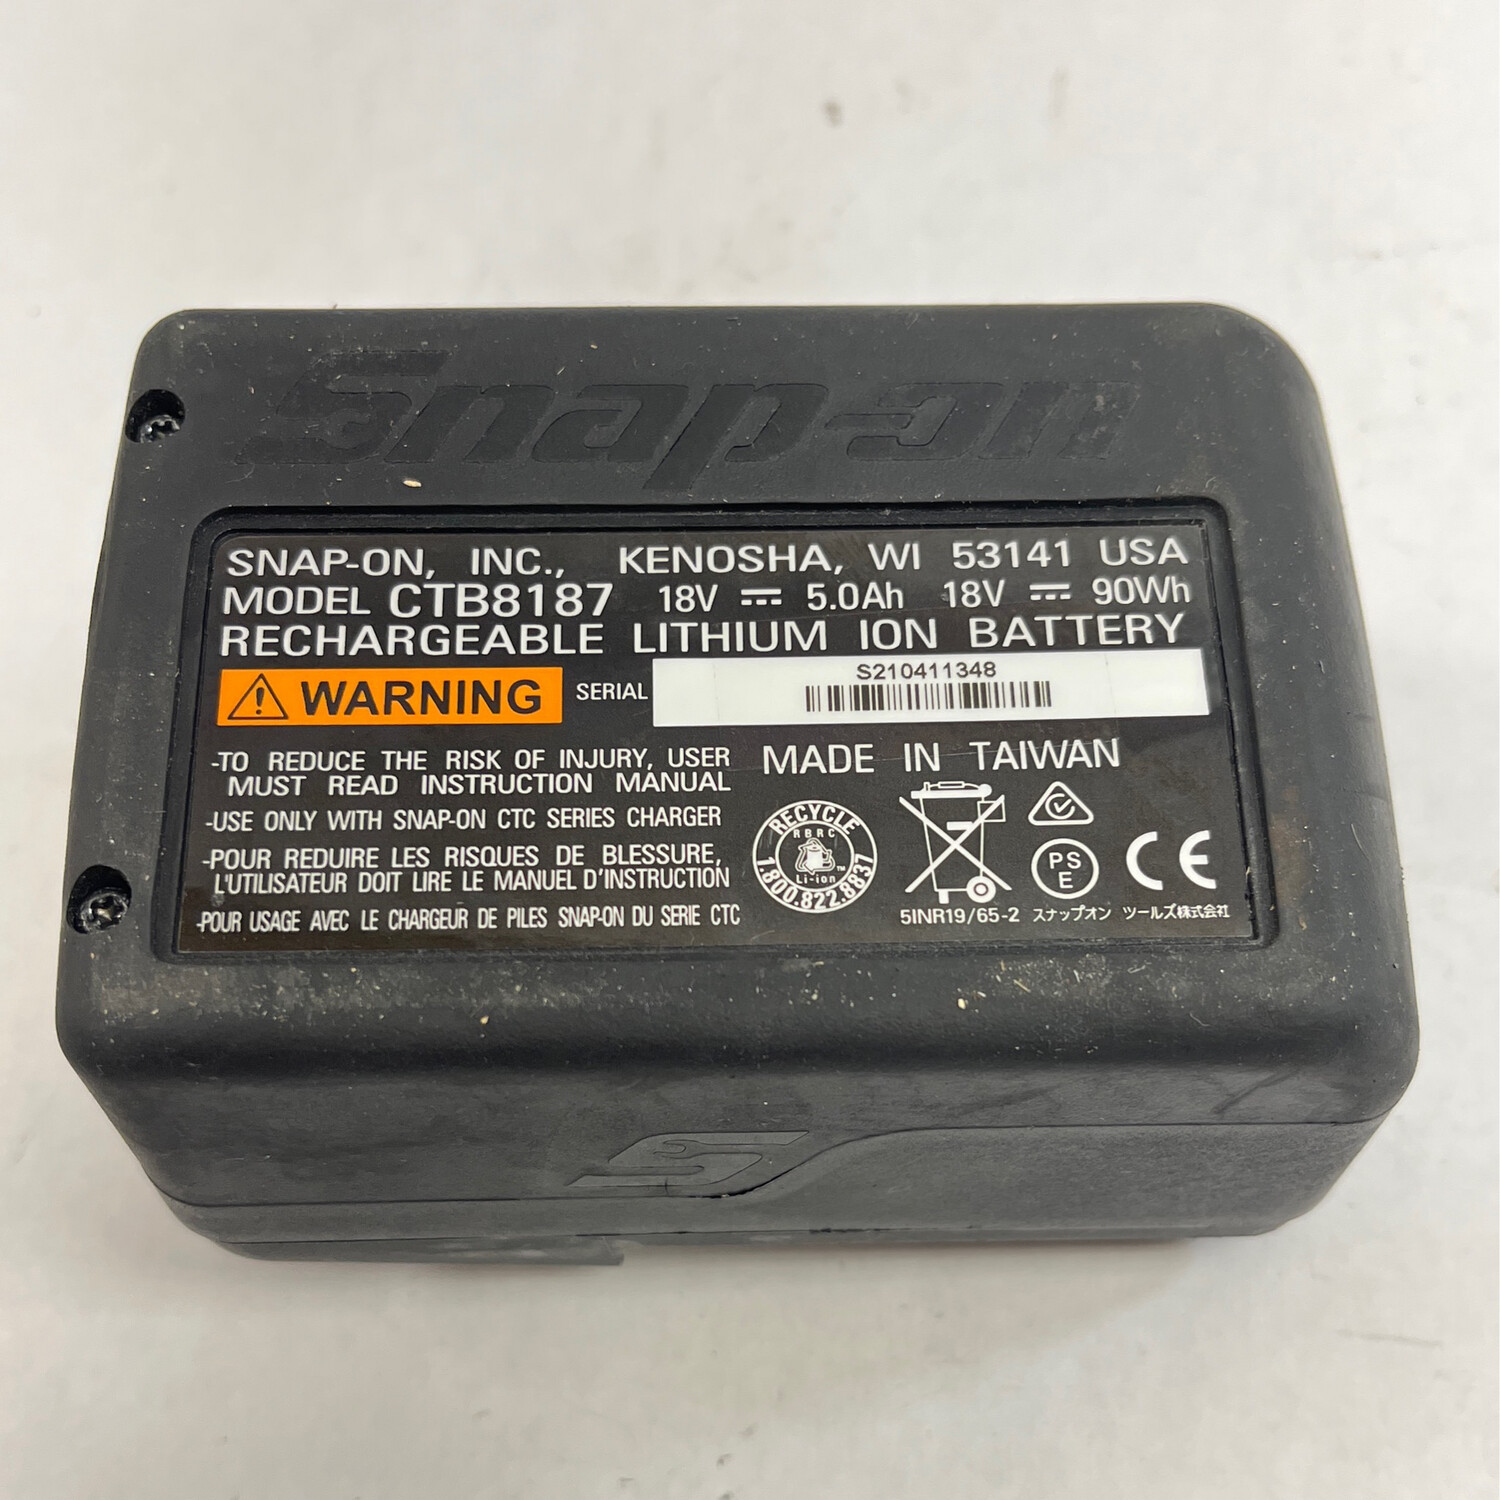 Snap-on
SNAP-ON, INC., KENOSHA, WI 53141 USA
MODEL CTB8187 18V 5.0Ah 18V 90Wh
RECHARGEABLE LITHIUM ION BATTERY
WARNING SERIAL S210411348
-TO REDUCE THE RISK OF INJURY, USER
MUST READ INSTRUCTION MANUAL
-USE ONLY WITH SNAP-ON CTC SERIES CHARGER
-POUR REDUIRE LES RISQUES DE BLESSURE,
L'UTILISATEUR DOIT LIRE LE MANUEL D'INSTRUCTION
-POUR USAGE AVEC LE CHARGEUR DE PILES SNAP-ON DU SERIE CTC
MADE IN TAIWAN
RECYCLE
RBRC
Li-ion
TM
1.800.822.8837
PS
E
CE
5INR19/65-2 スナップオン ツールズ株式会社
S